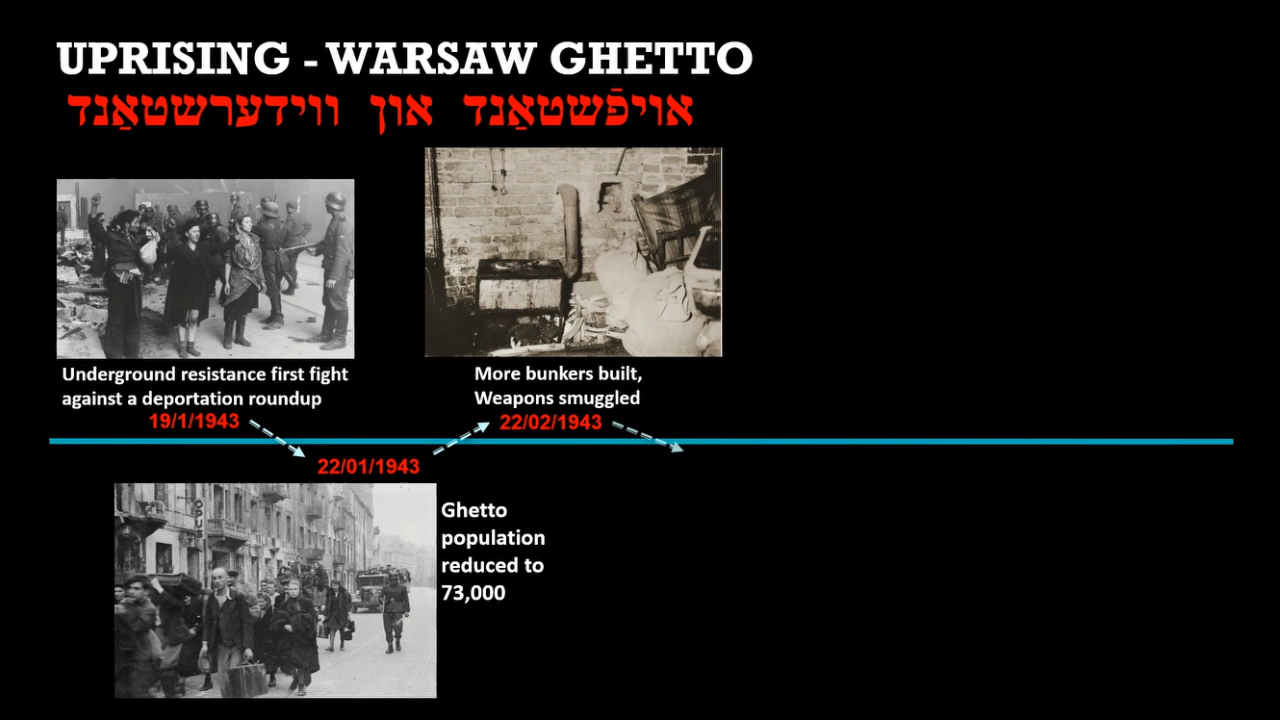 UPRISING - WARSAW GHETTO
אויפֿשטאַנד און ווידערשטאַנד
Underground resistance first fight
against a deportation roundup
19/1/1943
More bunkers built,
Weapons smuggled
22/02/1943
22/01/1943
Ghetto
population
reduced to
73,000
OPUS